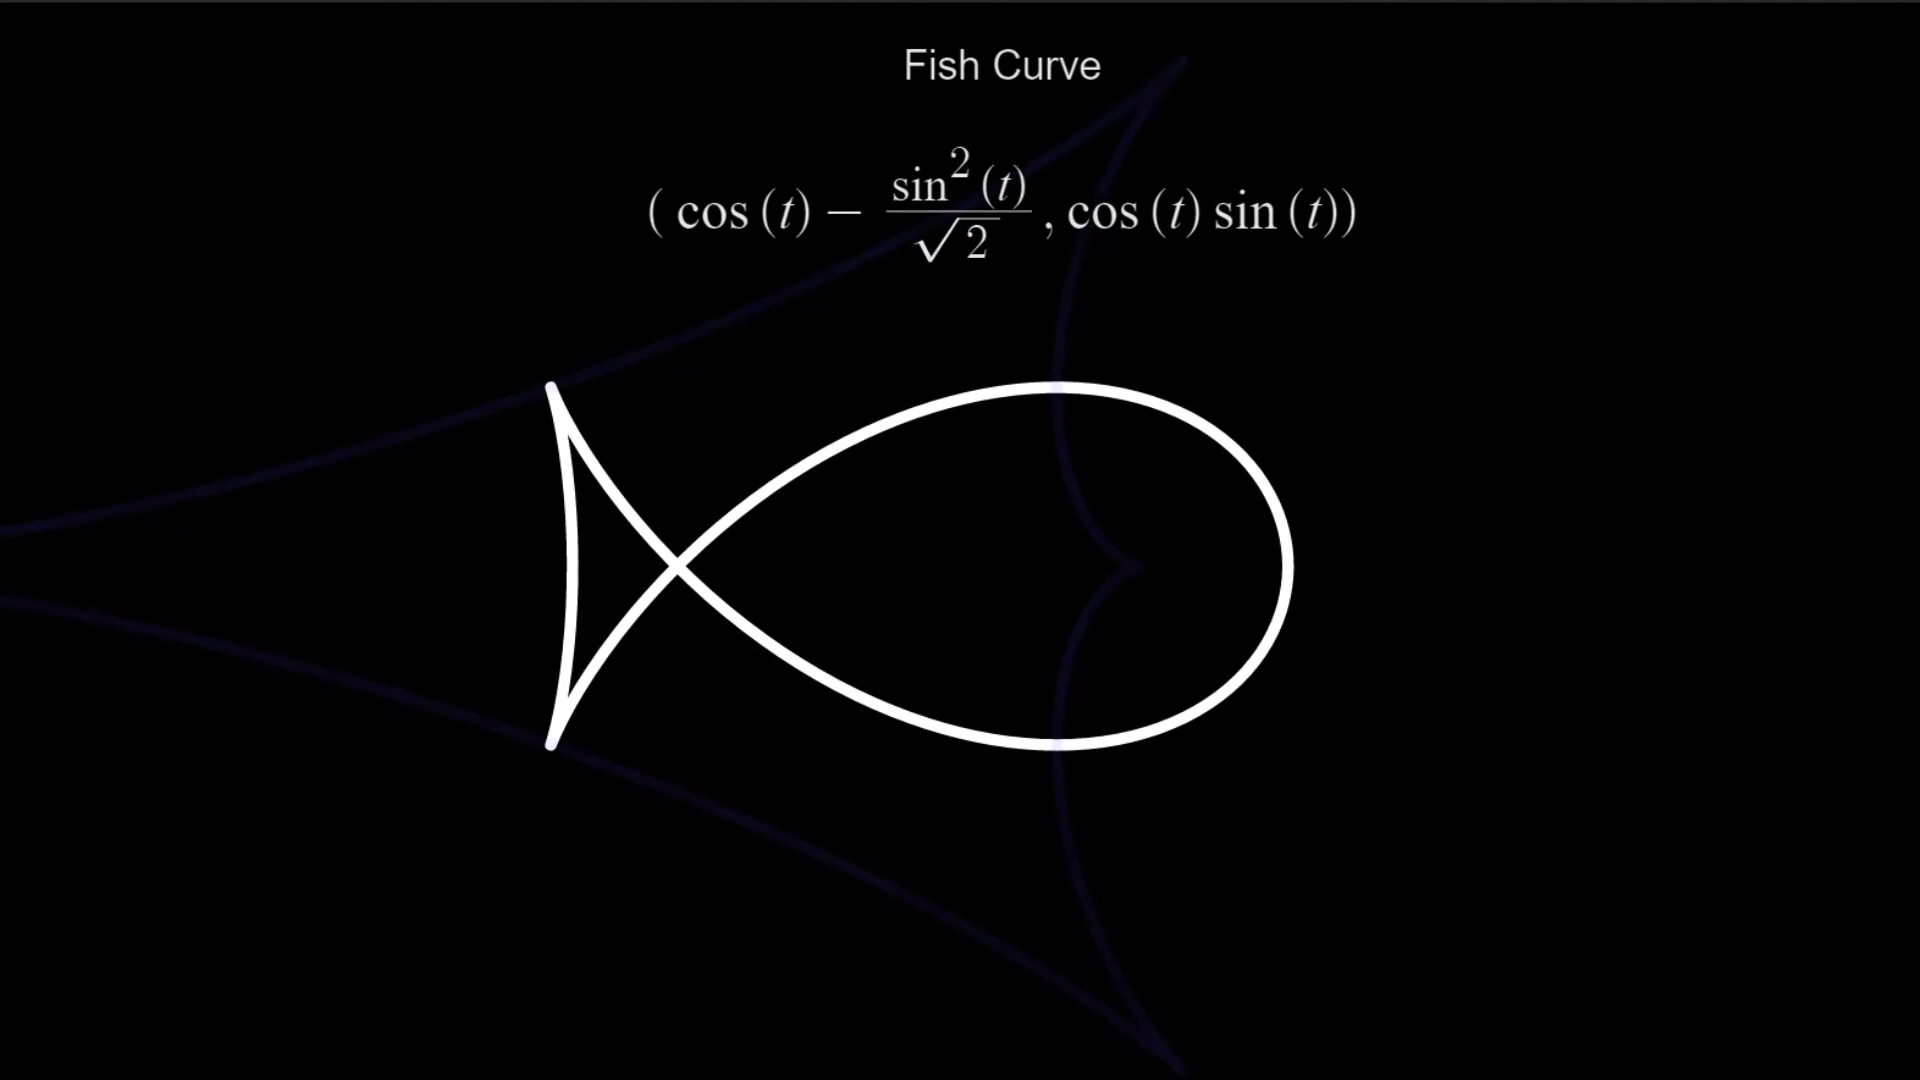 Fish Curve
(cos(t) − sin²(t)/√2, cos(t) sin(t))